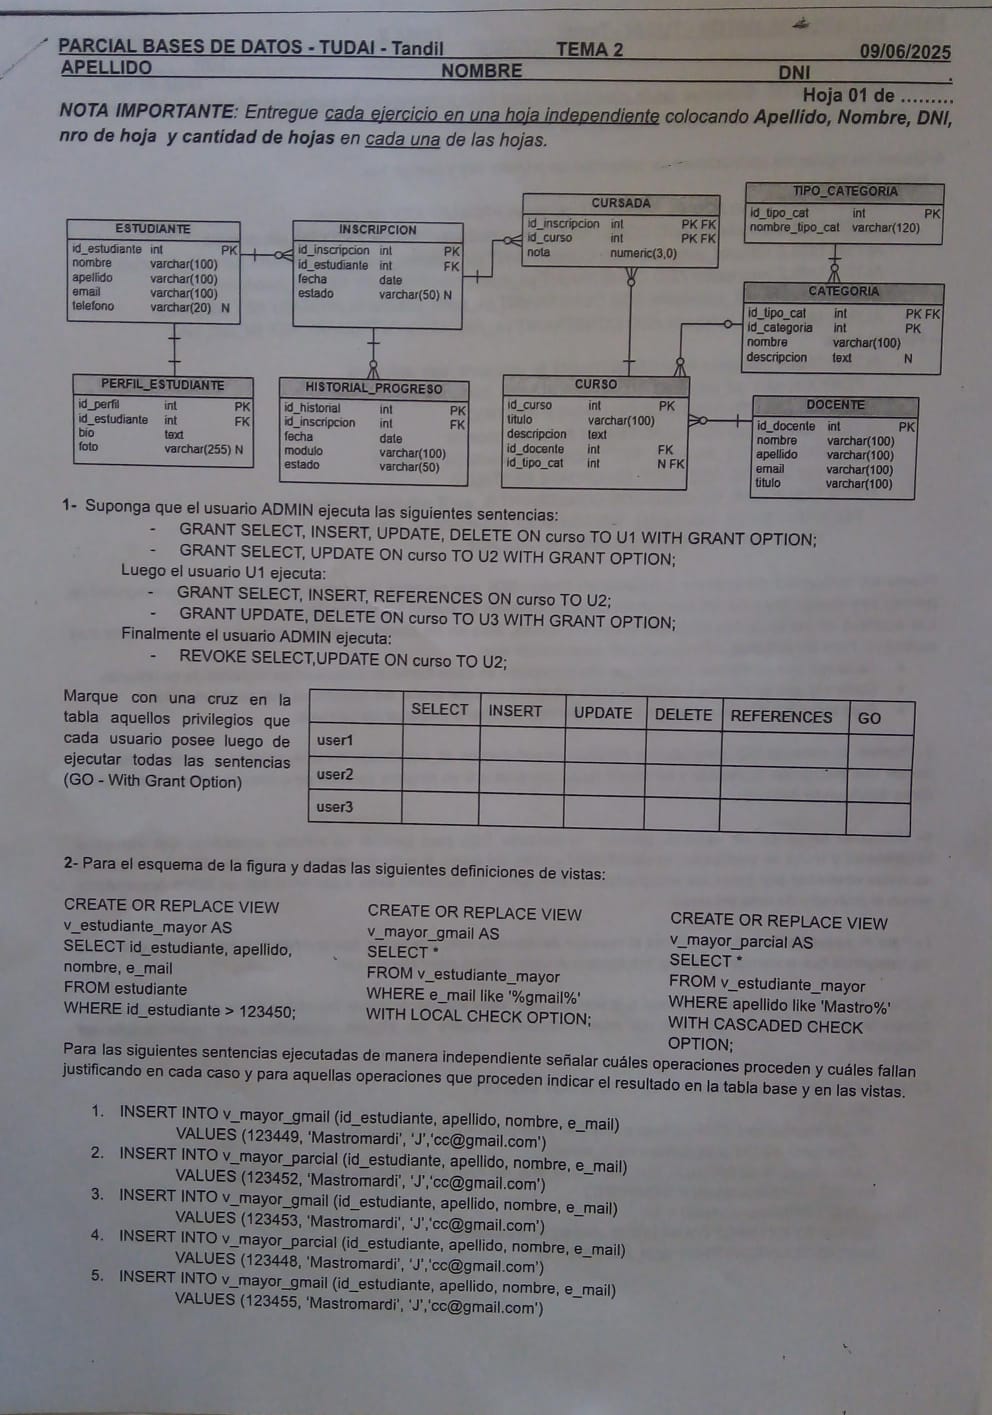 PARCIAL BASES DE DATOS - TUDAI - Tandil TEMA 2 09/06/2025
APELLIDO NOMBRE DNI .
Hoja 01 de .........
NOTA IMPORTANTE: Entregue cada ejercicio en una hoja independiente colocando Apellido, Nombre, DNI,
nro de hoja y cantidad de hojas en cada una de las hojas.
ESTUDIANTE
id_estudiante int PK
nombre varchar(100)
apellido varchar(100)
email varchar(100)
telefono varchar(20) N
INSCRIPCION
id_inscripcion int PK
id_estudiante int FK
fecha date
estado varchar(50) N
CURSADA
id_inscripcion int PK FK
id_curso int PK FK
nota numeric(3,0)
TIPO_CATEGORIA
id_tipo_cat int PK
nombre_tipo_cat varchar(120)
CATEGORIA
id_tipo_cat int PK FK
id_categoria int PK
nombre varchar(100)
descripcion text N
PERFIL_ESTUDIANTE
id_perfil int PK
id_estudiante int FK
bio text
foto varchar(255) N
HISTORIAL_PROGRESO
id_historial int PK
id_inscripcion int FK
fecha date
modulo varchar(100)
estado varchar(50)
CURSO
id_curso int PK
titulo varchar(100)
descripcion text
id_docente int FK
id_tipo_cat int N FK
DOCENTE
id_docente int PK
nombre varchar(100)
apellido varchar(100)
email varchar(100)
titulo varchar(100)
1- Suponga que el usuario ADMIN ejecuta las siguientes sentencias:
- GRANT SELECT, INSERT, UPDATE, DELETE ON curso TO U1 WITH GRANT OPTION;
- GRANT SELECT, UPDATE ON curso TO U2 WITH GRANT OPTION;
Luego el usuario U1 ejecuta:
- GRANT SELECT, INSERT, REFERENCES ON curso TO U2;
- GRANT UPDATE, DELETE ON curso TO U3 WITH GRANT OPTION;
Finalmente el usuario ADMIN ejecuta:
- REVOKE SELECT,UPDATE ON curso TO U2;
Marque con una cruz en la
tabla aquellos privilegios que
cada usuario posee luego de
ejecutar todas las sentencias
(GO - With Grant Option)
SELECT INSERT UPDATE DELETE REFERENCES GO
user1
user2
user3
2- Para el esquema de la figura y dadas las siguientes definiciones de vistas:
CREATE OR REPLACE VIEW
v_estudiante_mayor AS
SELECT id_estudiante, apellido,
nombre, e_mail
FROM estudiante
WHERE id_estudiante > 123450;
CREATE OR REPLACE VIEW
v_mayor_gmail AS
SELECT *
FROM v_estudiante_mayor
WHERE e_mail like '%gmail%'
WITH LOCAL CHECK OPTION;
CREATE OR REPLACE VIEW
v_mayor_parcial AS
SELECT *
FROM v_estudiante_mayor
WHERE apellido like 'Mastro%'
WITH CASCADED CHECK
OPTION;
Para las siguientes sentencias ejecutadas de manera independiente señalar cuáles operaciones proceden y cuáles fallan
justificando en cada caso y para aquellas operaciones que proceden indicar el resultado en la tabla base y en las vistas.
1. INSERT INTO v_mayor_gmail (id_estudiante, apellido, nombre, e_mail)
VALUES (123449, 'Mastromardi', 'J','cc@gmail.com')
2. INSERT INTO v_mayor_parcial (id_estudiante, apellido, nombre, e_mail)
VALUES (123452, 'Mastromardi', 'J','cc@gmail.com')
3. INSERT INTO v_mayor_gmail (id_estudiante, apellido, nombre, e_mail)
VALUES (123453, 'Mastromardi', 'J','cc@gmail.com')
4. INSERT INTO v_mayor_parcial (id_estudiante, apellido, nombre, e_mail)
VALUES (123448, 'Mastromardi', 'J','cc@gmail.com')
5. INSERT INTO v_mayor_gmail (id_estudiante, apellido, nombre, e_mail)
VALUES (123455, 'Mastromardi', 'J','cc@gmail.com')